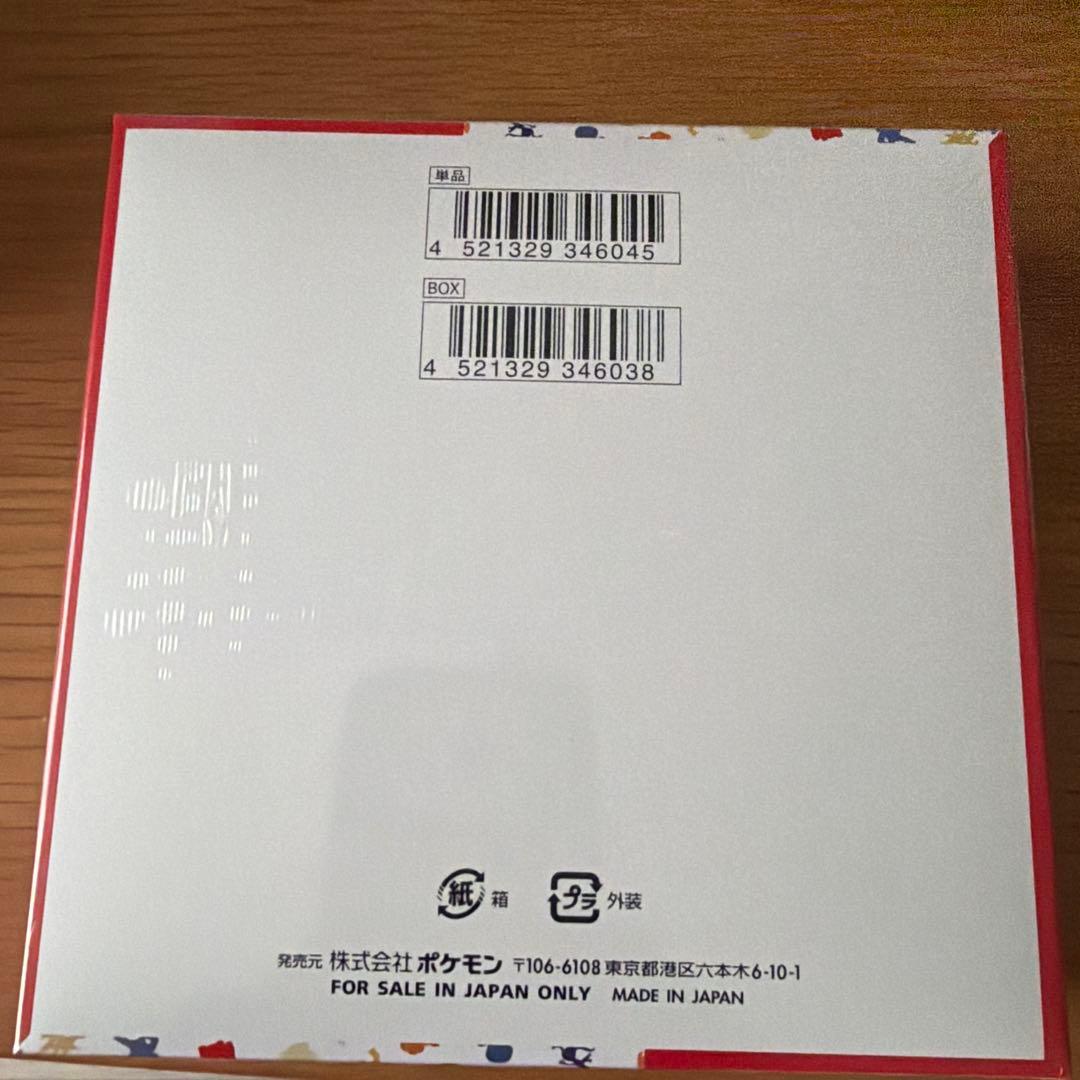 単品
4 521329 346045
BOX
4 521329 346038
紙 箱 プラ 外装
発売元 株式会社ポケモン 〒106-6108 東京都港区六本木6-10-1
FOR SALE IN JAPAN ONLY MADE IN JAPAN